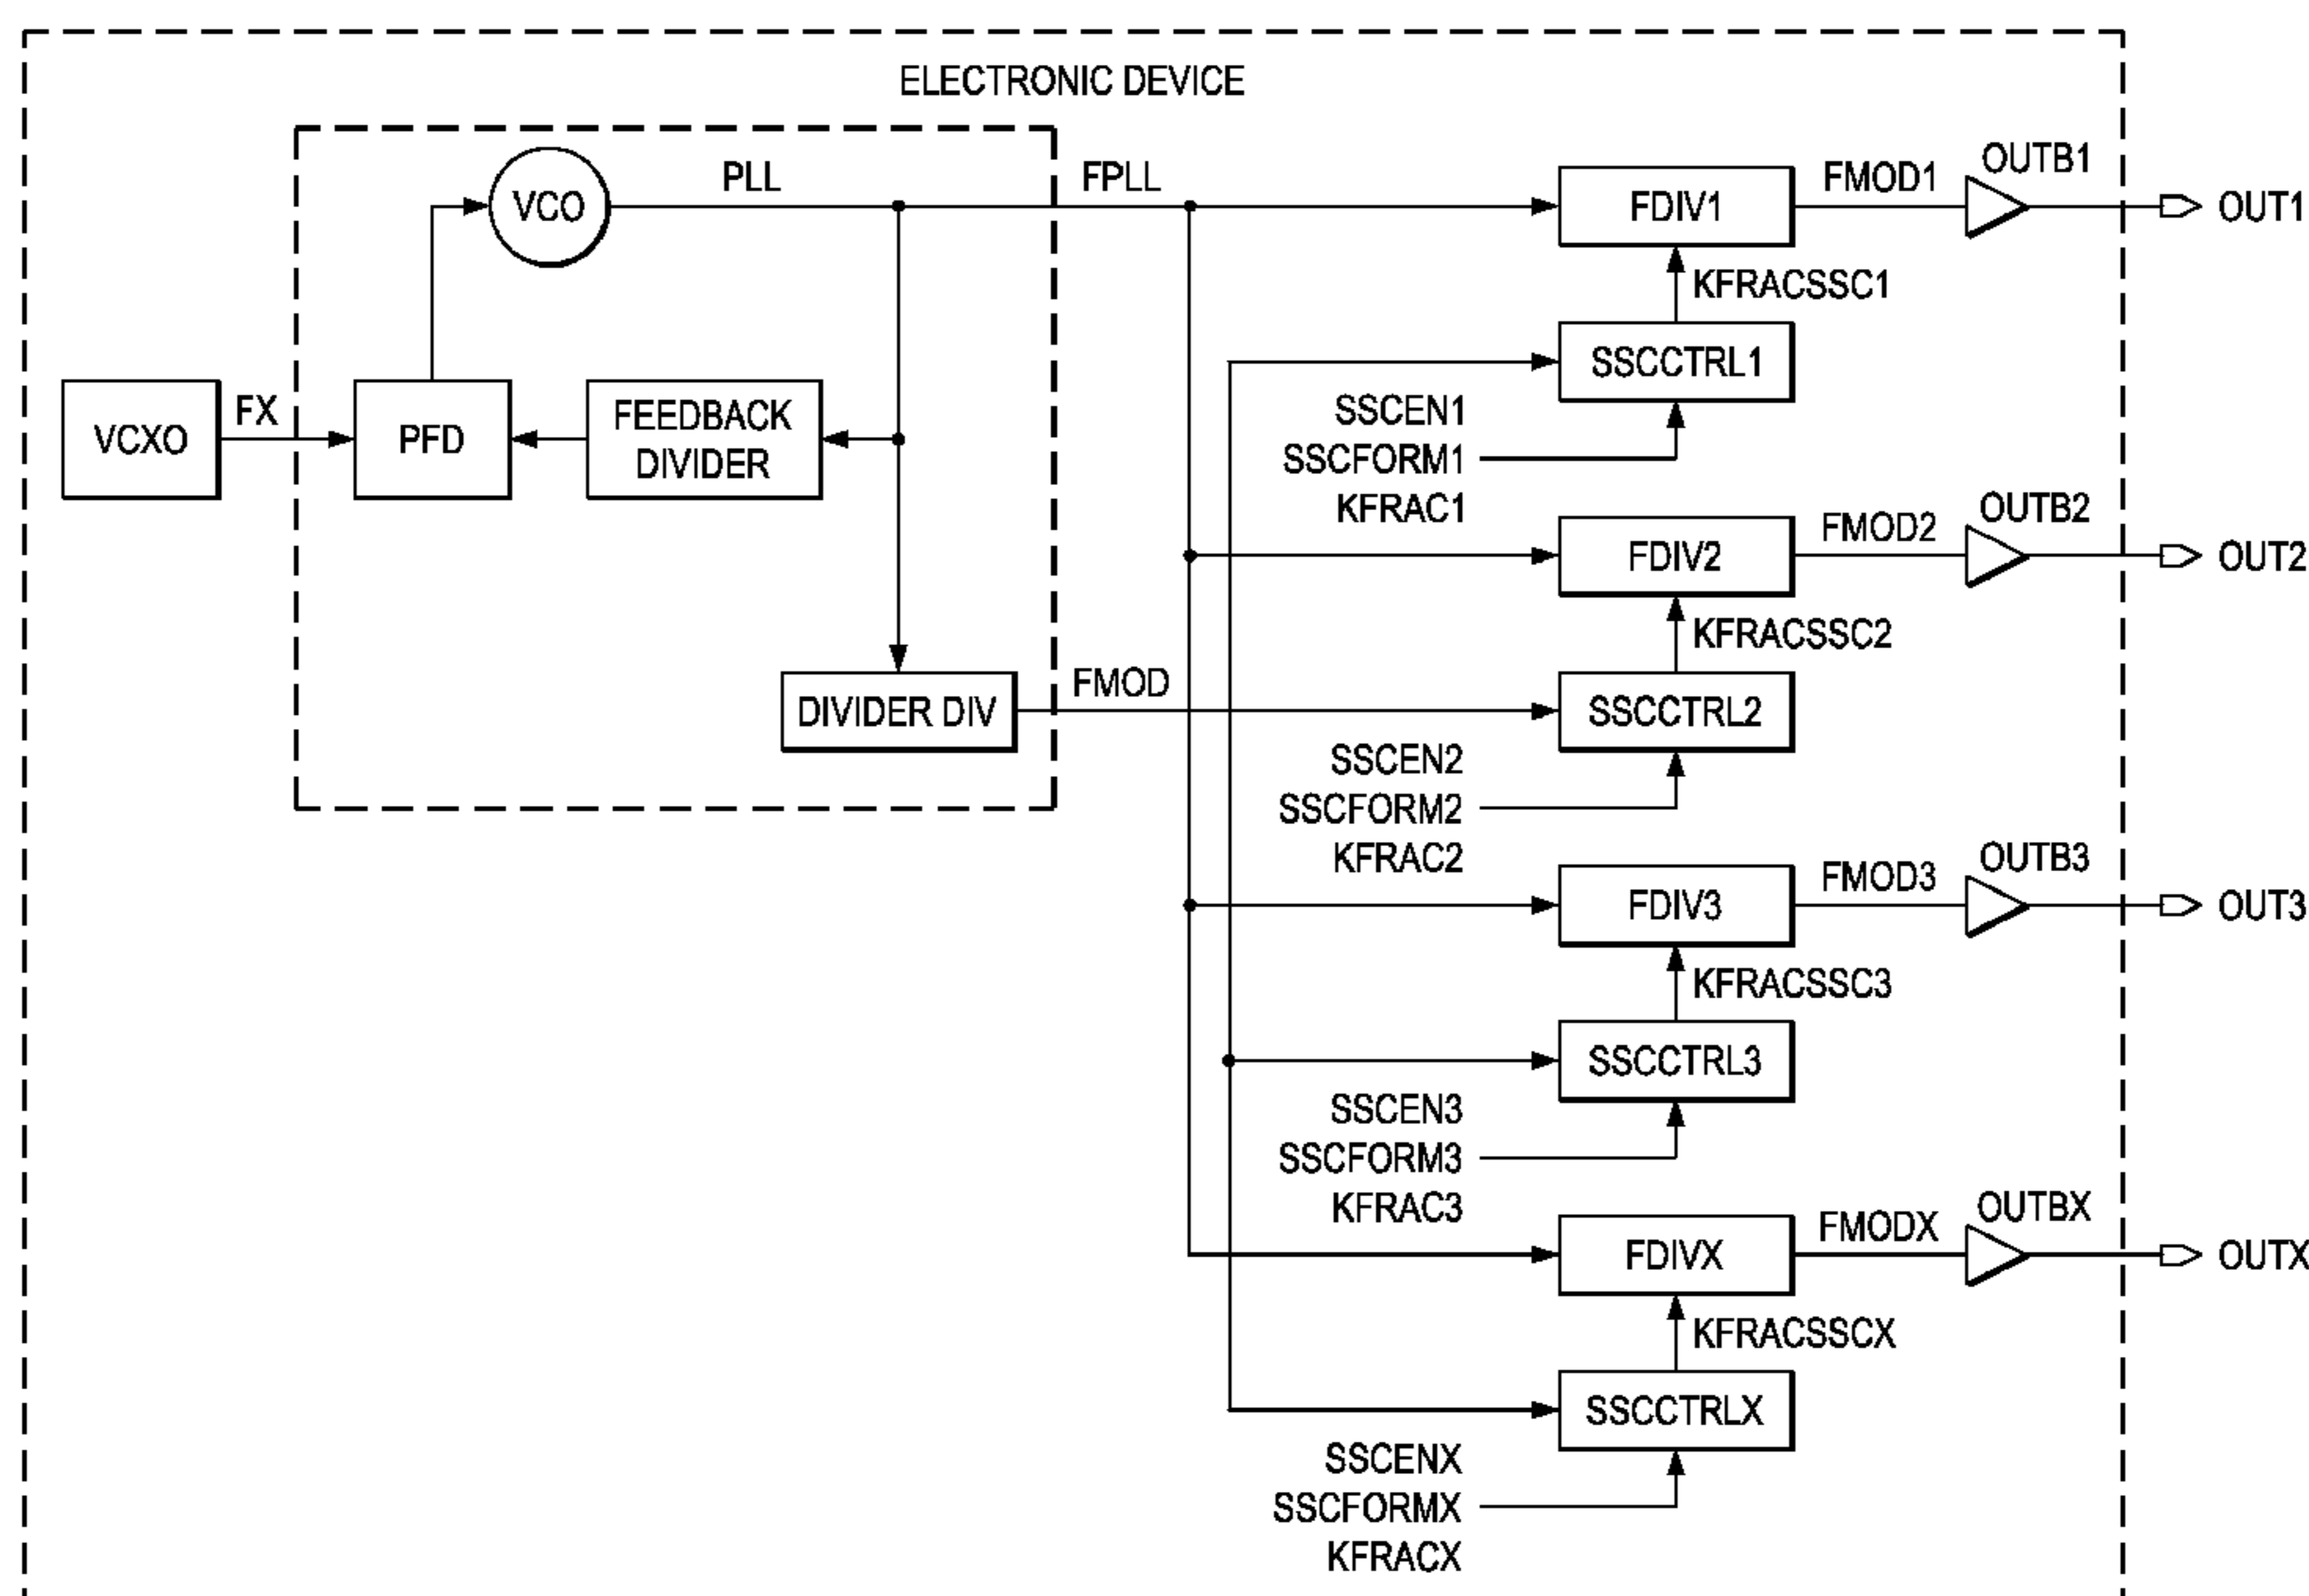 ELECTRONIC DEVICE
PLL
FPLL
VCO
FDIV1
FMOD1
OUTB1
OUT1
KFRACSSC1
SSCCTRL1
SSCEN1
SSCFORM1
KFRAC1
VCXO
FX
PFD
FEEDBACK
DIVIDER
FDIV2
FMOD2
OUTB2
OUT2
KFRACSSC2
DIVIDER DIV
FMOD
SSCCTRL2
SSCEN2
SSCFORM2
KFRAC2
FDIV3
FMOD3
OUTB3
OUT3
KFRACSSC3
SSCCTRL3
SSCEN3
SSCFORM3
KFRAC3
FDIVX
FMODX
OUTBX
OUTX
KFRACSSCX
SSCCTRLX
SSCENX
SSCFORMX
KFRACX